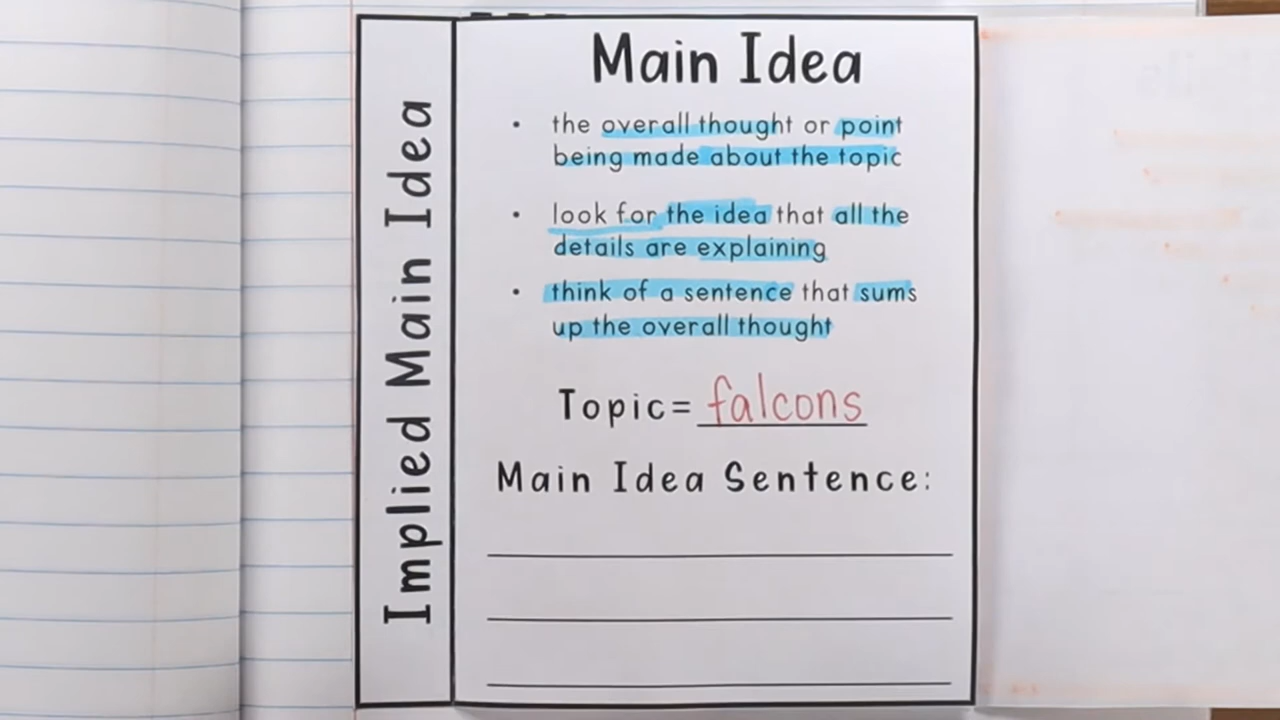 Implied Main Idea
Main Idea
• the overall thought or point
being made about the topic
• look for the idea that all the
details are explaining
• think of a sentence that sums
up the overall thought
Topic= falcons
Main Idea Sentence: